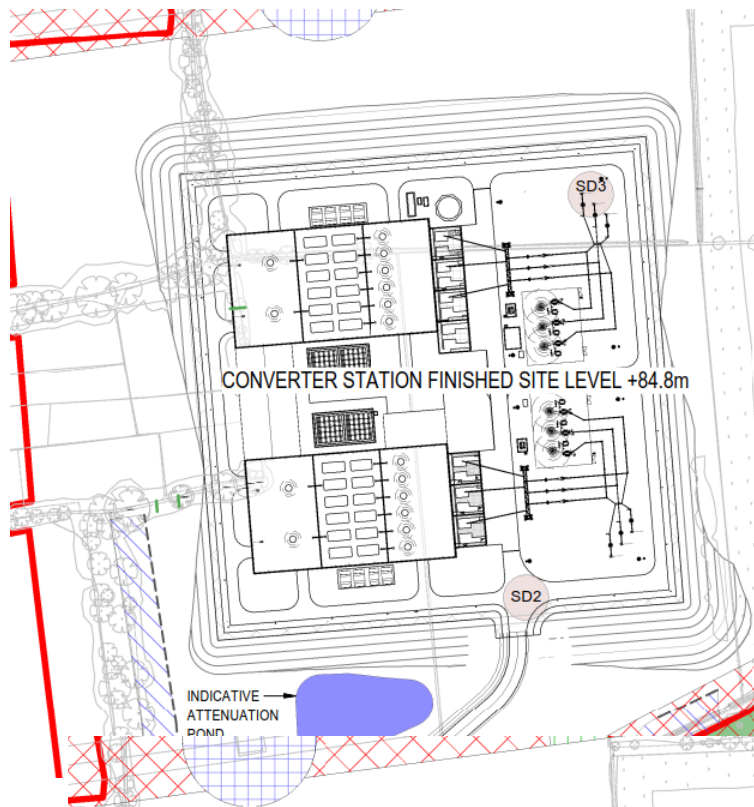 SD3
CONVERTER STATION FINISHED SITE LEVEL +84.8m
SD2
INDICATIVE
ATTENUATION
POND